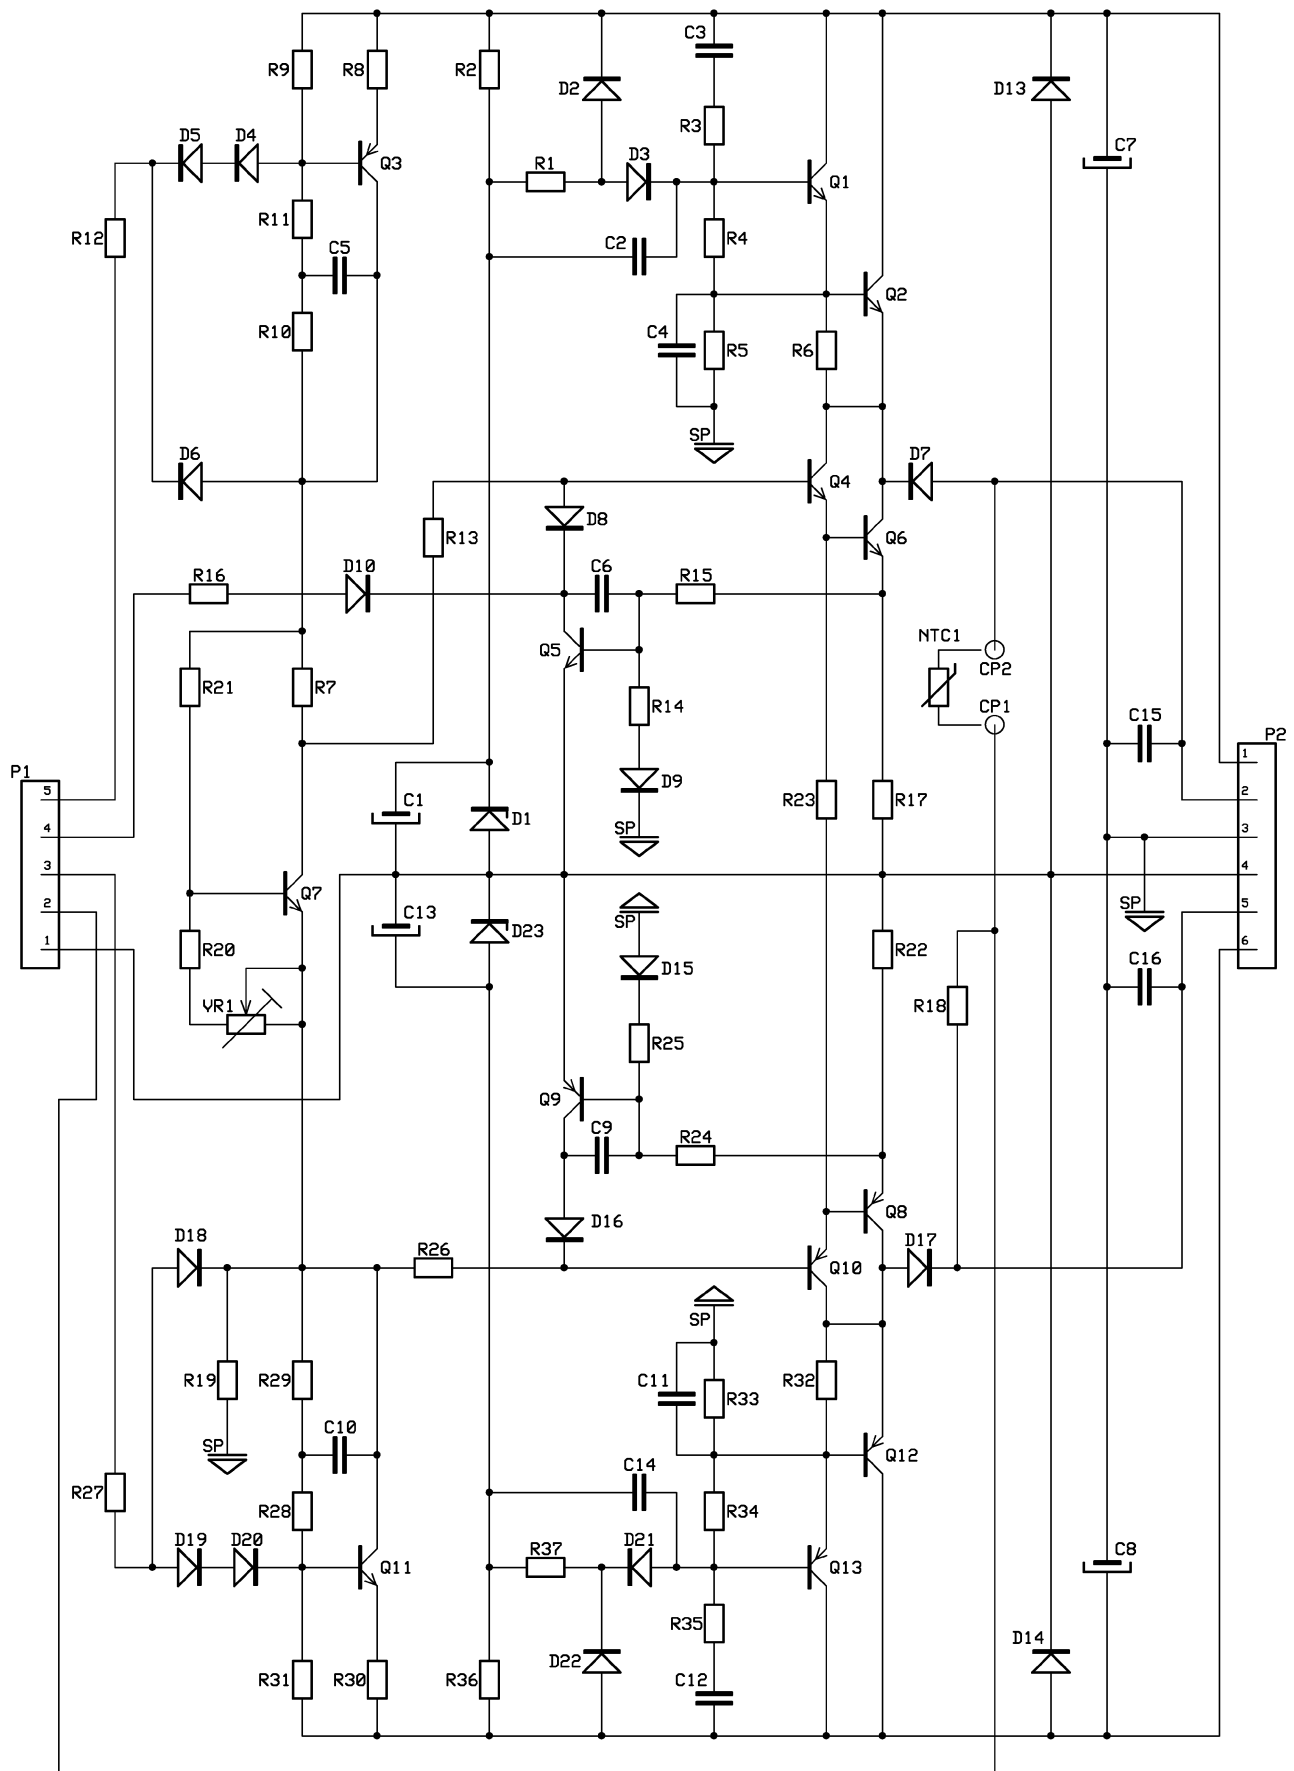 C3
R9
R8
R2
D2
D13
R3
D5
D4
Q3
D3
C7
R1
Q1
R11
R12
C5
C2
R4
Q2
R10
C4
R5
R6
SP
D6
D7
Q4
D8
R13
Q6
D10
C6
R16
R15
NTC1
Q5
CP2
R21
R7
R14
CP1
C15
P2
P1
1
5
C1
D9
R23
R17
2
D1
4
SP
3
3
4
Q7
2
C13
SP
5
SP
1
R20
D23
R22
6
D15
C16
VR1
R18
R25
Q9
C9
R24
D16
Q8
D18
R26
D17
Q10
SP
R19
R29
C11
R33
R32
C10
SP
Q12
C14
R27
R28
R34
D19
D20
R37
D21
C8
Q11
Q13
R35
D14
D22
R31
R30
R36
C12